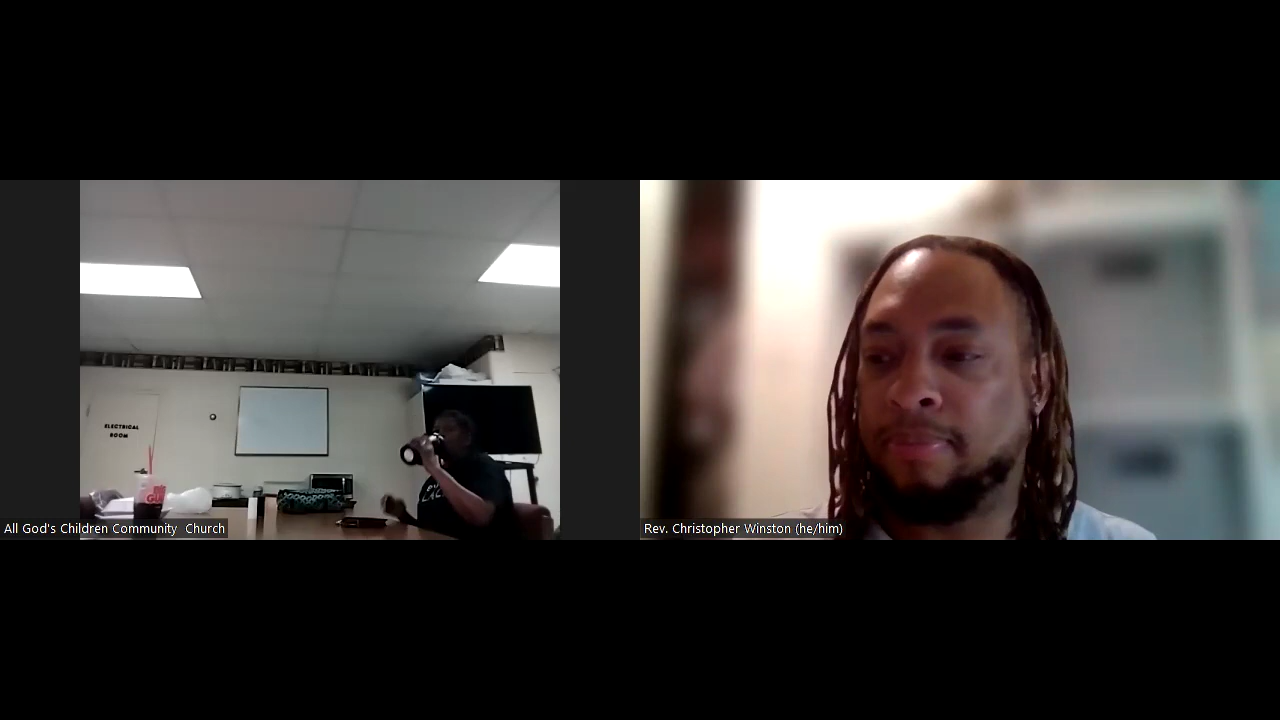 ELECTRICAL
ROOM
All God's Children Community  Church
Rev. Christopher Winston (he/him)